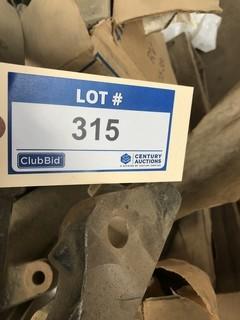 LOT #
315
ClubBid
CENTURY
AUCTIONS